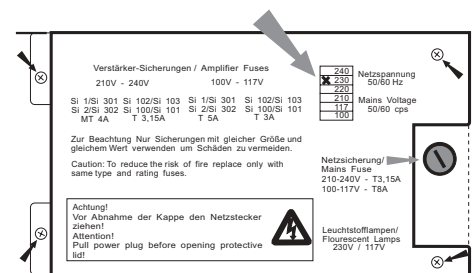 Verstärker-Sicherungen / Amplifier Fuses
210V - 240V 100V - 117V
Si 1/Si 301 Si 102/Si 103 Si 1/Si 301 Si 102/Si 103
Si 2/Si 302 Si 100/Si 101 Si 2/Si 302 Si 100/Si 101
MT 4A T 3,15A T 5A T 3A
Zur Beachtung Nur Sicherungen mit gleicher Größe und
gleichem Wert verwenden um Schäden zu vermeiden.
Caution: To reduce the risk of fire replace only with
same type and rating fuses.
Achtung!
Vor Abnahme der Kappe den Netzstecker
ziehen!
Attention!
Pull power plug before opening protective
lid!
240
230
220
210
117
100
Netzspannung
50/60 Hz
Mains Voltage
50/60 cps
Netzsicherung/
Mains Fuse
210-240V - T3,15A
100-117V - T8A
Leuchtstofflampen/
Flourescent Lamps
230V / 117V